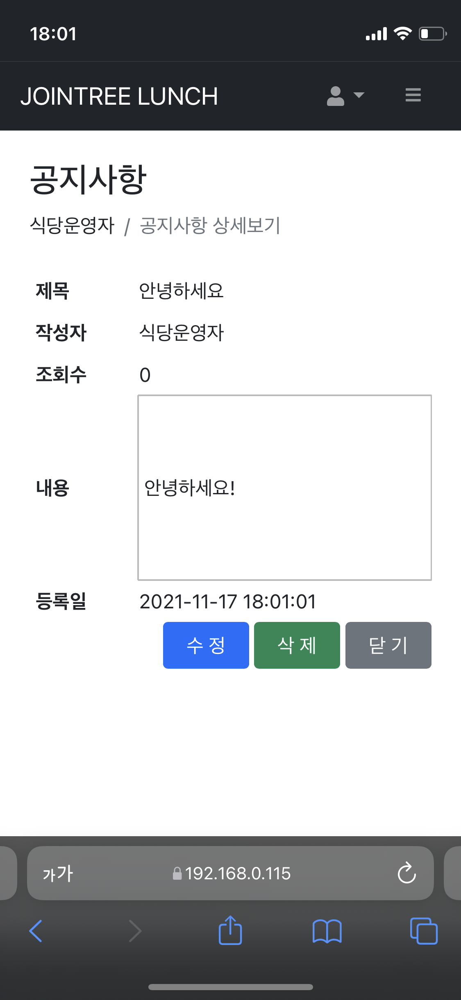 18:01
JOINTREE LUNCH
공지사항
식당운영자 / 공지사항 상세보기
제목 안녕하세요
작성자 식당운영자
조회수 0
내용 안녕하세요!
등록일 2021-11-17 18:01:01
수 정 삭 제 닫 기
가가 192.168.0.115